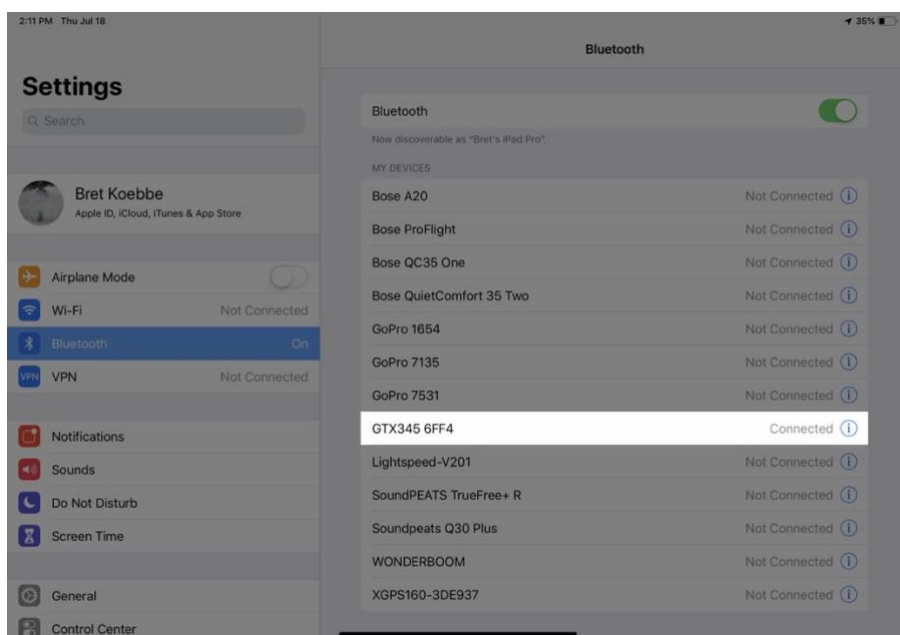 2:11 PM Thu Jul 18
35%
Settings
Search
Bret Koebbe
Apple ID, iCloud, iTunes & App Store
Airplane Mode
Wi-Fi Not Connected
Bluetooth On
VPN VPN Not Connected
Notifications
Sounds
Do Not Disturb
Screen Time
General
Control Center
Bluetooth
Bluetooth
Now discoverable as "Bret's iPad Pro".
MY DEVICES
Bose A20 Not Connected
Bose ProFlight Not Connected
Bose QC35 One Not Connected
Bose QuietComfort 35 Two Not Connected
GoPro 1654 Not Connected
GoPro 7135 Not Connected
GoPro 7531 Not Connected
GTX345 6FF4 Connected
Lightspeed-V201 Not Connected
SoundPEATS TrueFree+ R Not Connected
Soundpeats Q30 Plus Not Connected
WONDERBOOM Not Connected
XGPS160-3DE937 Not Connected